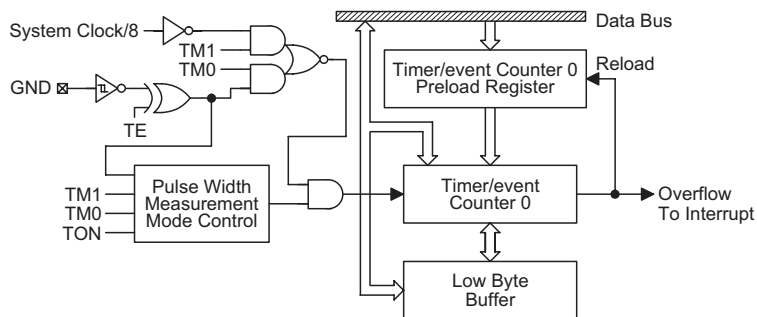 System Clock/8
TM1
TM0
GND
TE
TM1
TM0
TON
Pulse Width
Measurement
Mode Control
Data Bus
Timer/event Counter 0
Preload Register
Reload
Timer/event
Counter 0
Overflow
To Interrupt
Low Byte
Buffer